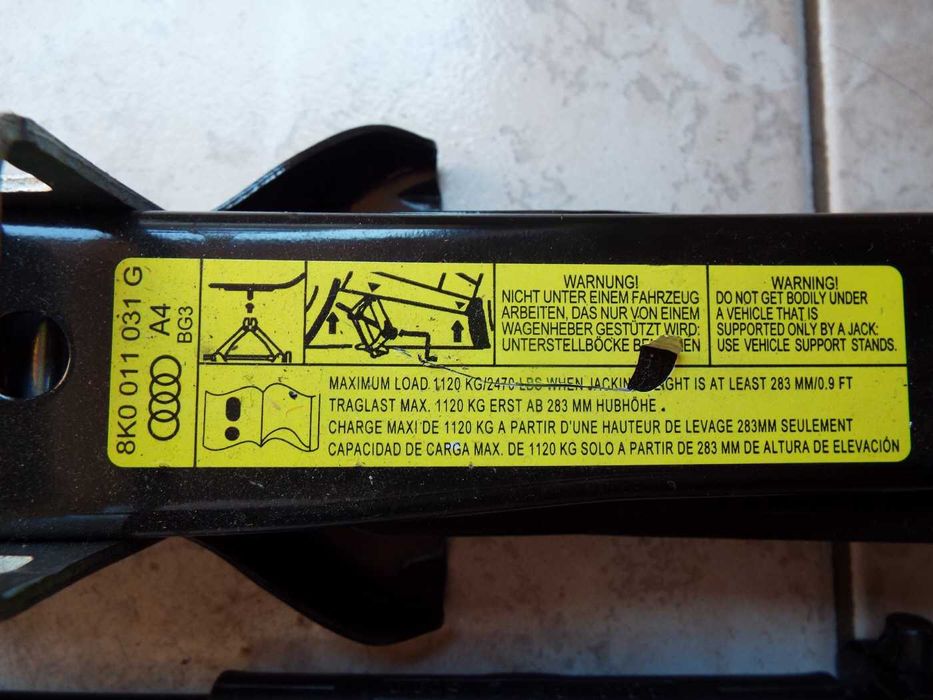 8K0 011 031 G
A4
BG3
WARNUNG!
NICHT UNTER EINEM FAHRZEUG
ARBEITEN, DAS NUR VON EINEM
WAGENHEBER GESTÜTZT WIRD:
UNTERSTELLBÖCKE
WARNING!
DO NOT GET BODILY UNDER
A VEHICLE THAT IS
SUPPORTED ONLY BY A JACK:
USE VEHICLE SUPPORT STANDS.
MAXIMUM LOAD 1120 KG/2470 LBS WHEN IS AT LEAST 283 MM/0.9 FT
TRAGLAST MAX. 1120 KG ERST AB 283 MM HUBHÖHE.
CHARGE MAXI DE 1120 KG A PARTIR D'UNE HAUTEUR DE LEVAGE 283MM SEULEMENT
CAPACIDAD DE CARGA MAX. DE 1120 KG SOLO A PARTIR DE 283 MM DE ALTURA DE ELEVACIÓN